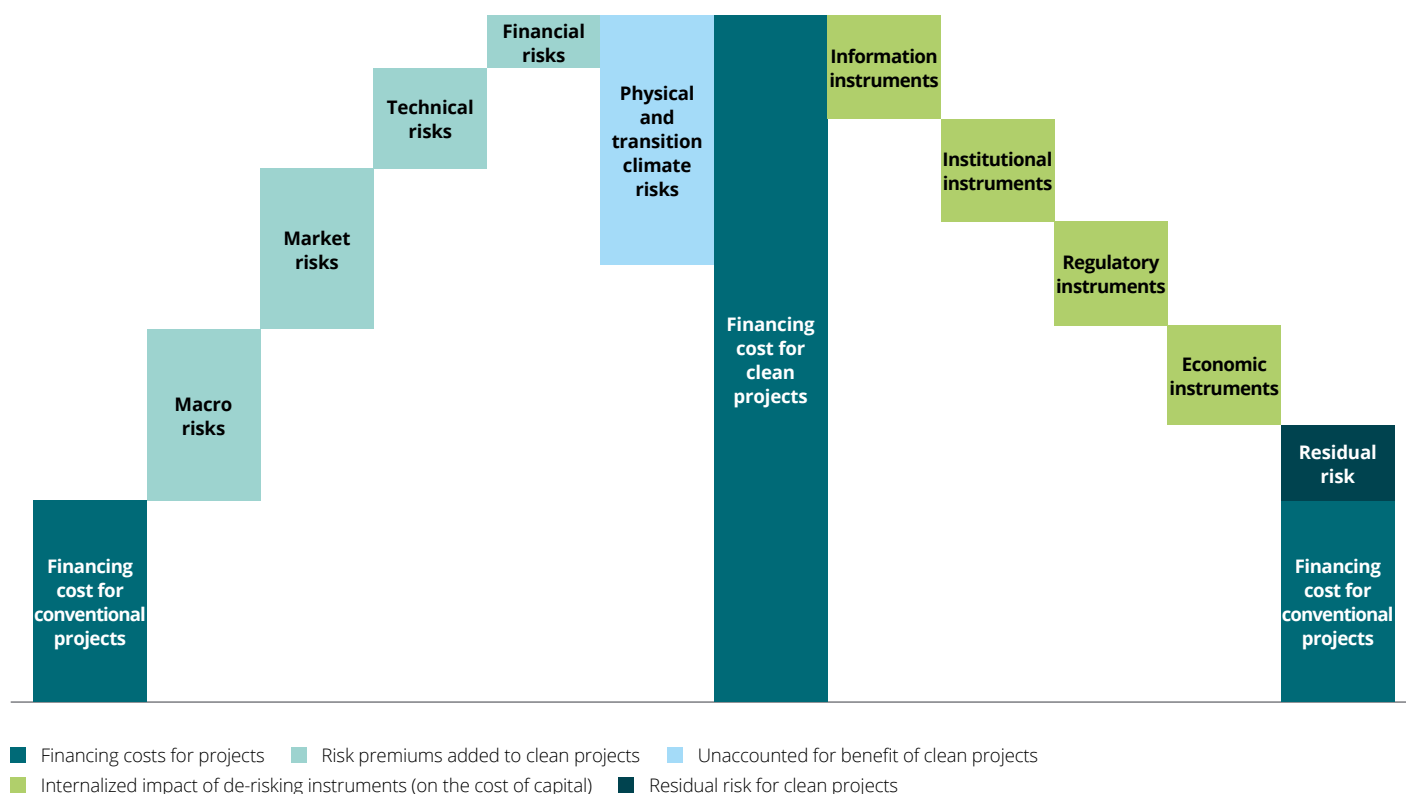 Financial
risks
Technical
risks
Market
risks
Macro
risks
Financing
cost for
conventional
projects
Physical
and
transition
climate
risks
Financing
cost for
clean
projects
Information
instruments
Institutional
instruments
Regulatory
instruments
Economic
instruments
Residual
risk
Financing
cost for
conventional
projects
Financing costs for projects
Risk premiums added to clean projects
Unaccounted for benefit of clean projects
Internalized impact of de-risking instruments (on the cost of capital)
Residual risk for clean projects